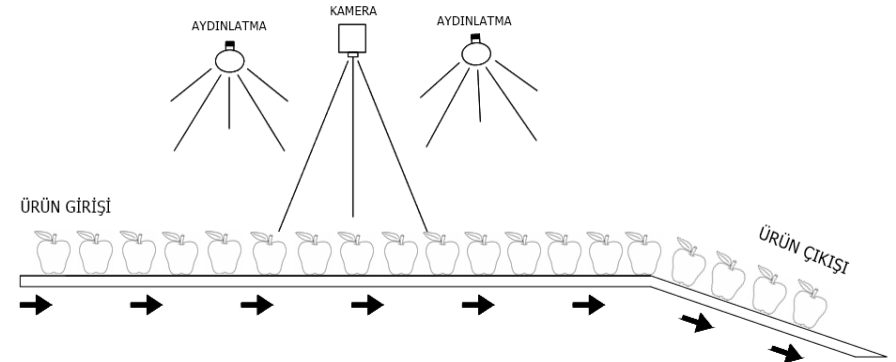 AYDINLATMA
KAMERA
AYDINLATMA
ÜRÜN GİRİŞİ
ÜRÜN ÇIKIŞI